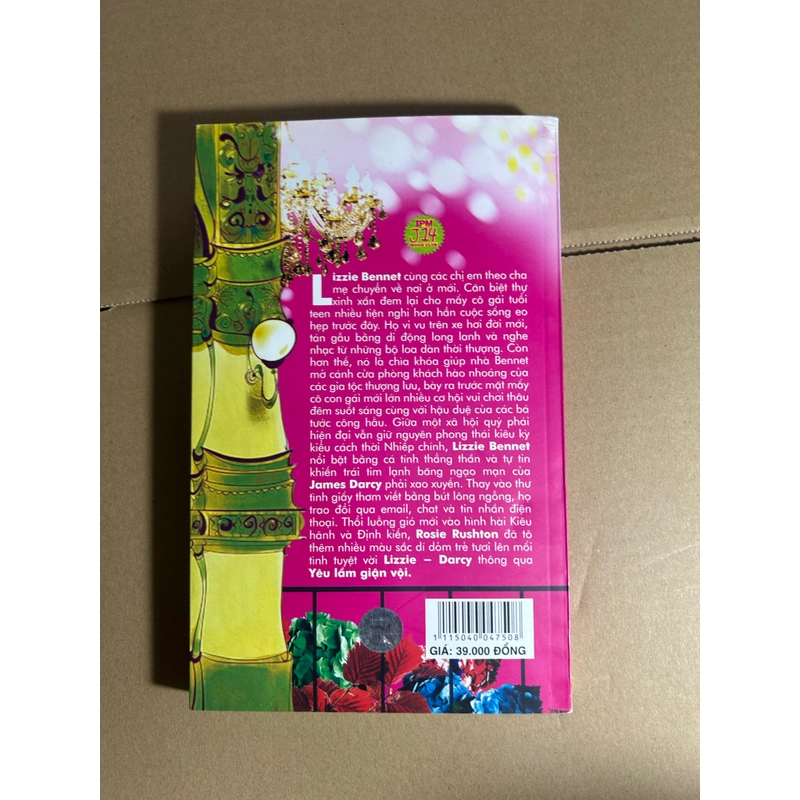 IPM
J-14
BOOK CLUB
Lizzie Bennet cùng các chị em theo cha
mẹ chuyển về nơi ở mới. Căn biệt thự
xinh xắn đem lại cho mấy cô gái tuổi
teen nhiều tiện nghi hơn hẳn cuộc sống eo
hẹp trước đây. Họ vi vu trên xe hơi đời mới,
tán gẫu bằng di động long lanh và nghe
nhạc từ những bộ loa dàn thời thượng. Còn
hơn thế, nó là chìa khóa giúp nhà Bennet
mở cánh cửa phòng khách hào nhoáng của
các gia tộc thượng lưu, bày ra trước mặt mấy
cô con gái mới lớn nhiều cơ hội vui chơi thâu
đêm suốt sáng cùng với hậu duệ của các bá
tước công hầu. Giữa một xã hội quý phái
hiện đại vẫn giữ nguyên phong thái kiêu kỳ
kiểu cách thời Nhiếp chính, Lizzie Bennet
nổi bật bằng cá tính thẳng thắn và tự tin
khiến trái tim lạnh băng ngạo mạn của
James Darcy phải xao xuyến. Thay vào thư
tình giấy thơm viết bằng bút lông ngỗng, họ
trao đổi qua email, chat và tin nhắn điện
thoại. Thổi luồng gió mới vào hình hài Kiêu
hãnh và Định kiến, Rosie Rushton đã tô
thêm nhiều màu sắc dí dỏm trẻ tươi lên mối
tình tuyệt vời Lizzie – Darcy thông qua
Yêu lắm giận vội.
1 115040 047508
GIÁ: 39.000 ĐỒNG